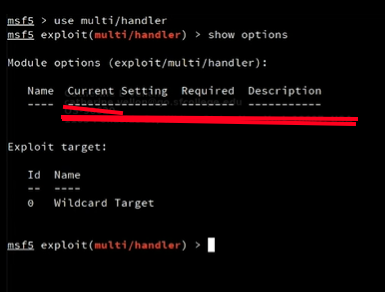 msf5 > use multi/handler
msf5 exploit(multi/handler) > show options
Module options (exploit/multi/handler):
Name Current Setting Required Description
---- --------------- -------- -----------
Exploit target:
Id Name
-- ----
0 Wildcard Target
msf5 exploit(multi/handler) >